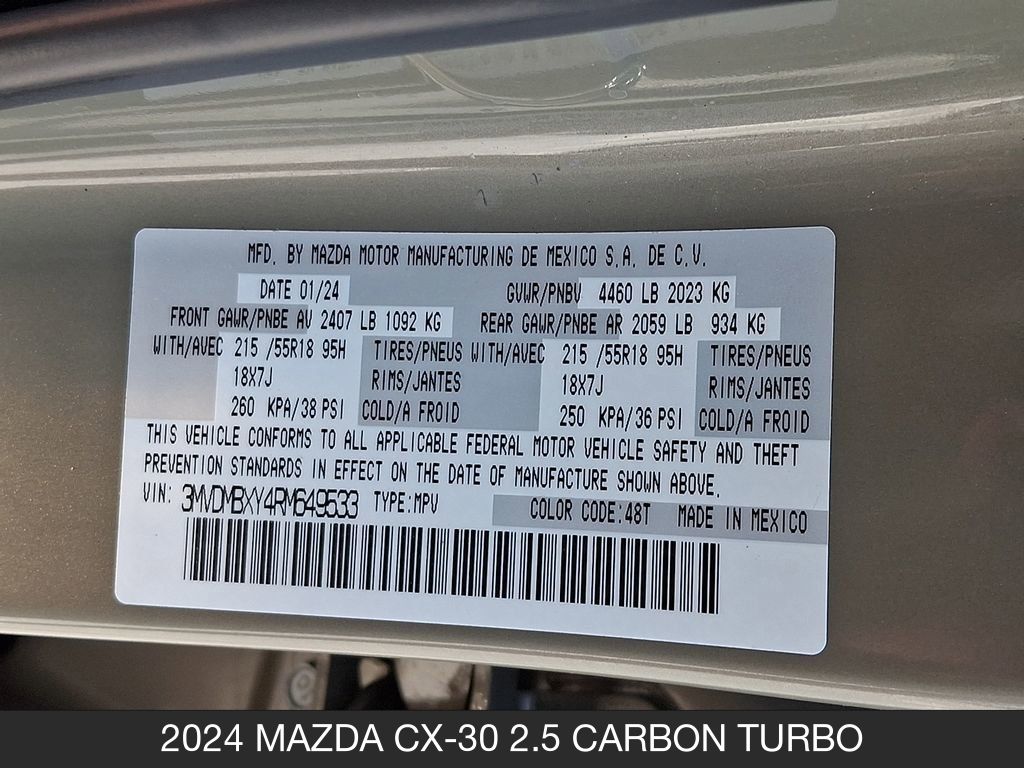 MFD. BY MAZDA MOTOR MANUFACTURING DE MEXICO S.A. DE C.V.
DATE 01/24 GVWR/PNBV 4460 LB 2023 KG
FRONT GAWR/PNBE AV 2407 LB 1092 KG REAR GAWR/PNBE AR 2059 LB 934 KG
WITH/AVEC 215 /55R18 95H TIRES/PNEUS WITH/AVEC 215 /55R18 95H TIRES/PNEUS
18X7J RIMS/JANTES 18X7J RIMS/JANTES
260 KPA/38 PSI COLD/A FROID 250 KPA/36 PSI COLD/A FROID
THIS VEHICLE CONFORMS TO ALL APPLICABLE FEDERAL MOTOR VEHICLE SAFETY AND THEFT
PREVENTION STANDARDS IN EFFECT ON THE DATE OF MANUFACTURE SHOWN ABOVE.
VIN: 3MVDMBXY4RM649533 TYPE:MPV COLOR CODE:48T MADE IN MEXICO
2024 MAZDA CX-30 2.5 CARBON TURBO